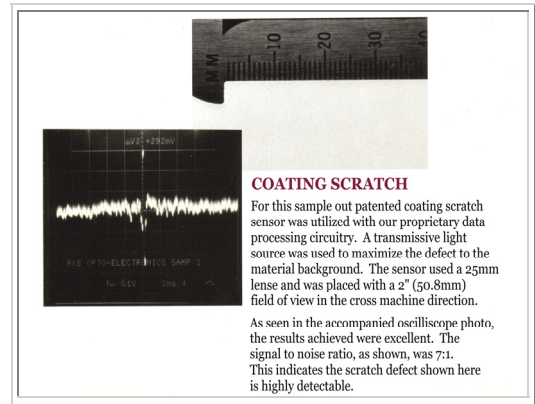 MM 10 20 30 40
ΔV2 +292mV
RKB OPTO-ELECTRONICS SAMP 2
0.1V
COATING SCRATCH
For this sample out patented coating scratch
sensor was utilized with our proprietary data
processing circuitry. A transmissive light
source was used to maximize the defect to the
material background. The sensor used a 25mm
lense and was placed with a 2" (50.8mm)
field of view in the cross machine direction.
As seen in the accompanied oscilliscope photo,
the results achieved were excellent. The
signal to noise ratio, as shown, was 7:1.
This indicates the scratch defect shown here
is highly detectable.